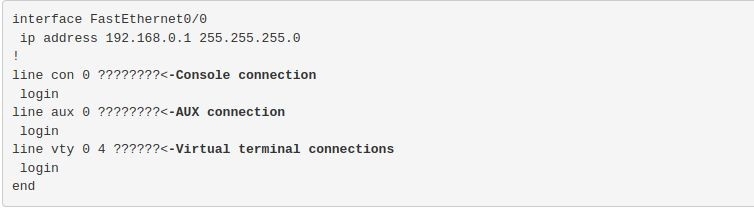 interface FastEthernet0/0
ip address 192.168.0.1 255.255.255.0
!
line con 0 ????????<-Console connection
login
line aux 0 ????????<-AUX connection
login
line vty 0 4 ??????<-Virtual terminal connections
login
end